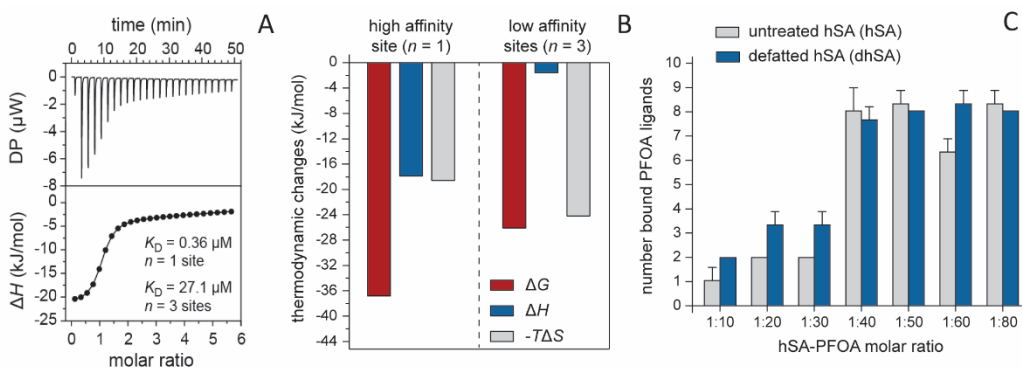 time (min)
0 10 20 30 40 50
A
0
−2
−4
−6
−8
DP (µW)
0
-5
-10
-15
-20
-25
ΔH (kJ/mol)
KD = 0.36 µM
n = 1 site
KD = 27.1 µM
n = 3 sites
0 1 2 3 4 5 6
molar ratio
high affinity
site (n = 1)
low affinity
sites (n = 3)
B
0
-4
-8
-12
-16
-20
-24
-28
-32
-36
-40
-44
thermodynamic changes (kJ/mol)
ΔG
ΔH
-TΔS
untreated hSA (hSA)
defatted hSA (dhSA)
C
10
9
8
7
6
5
4
3
2
1
0
number bound PFOA ligands
1:10 1:20 1:30 1:40 1:50 1:60 1:80
hSA-PFOA molar ratio